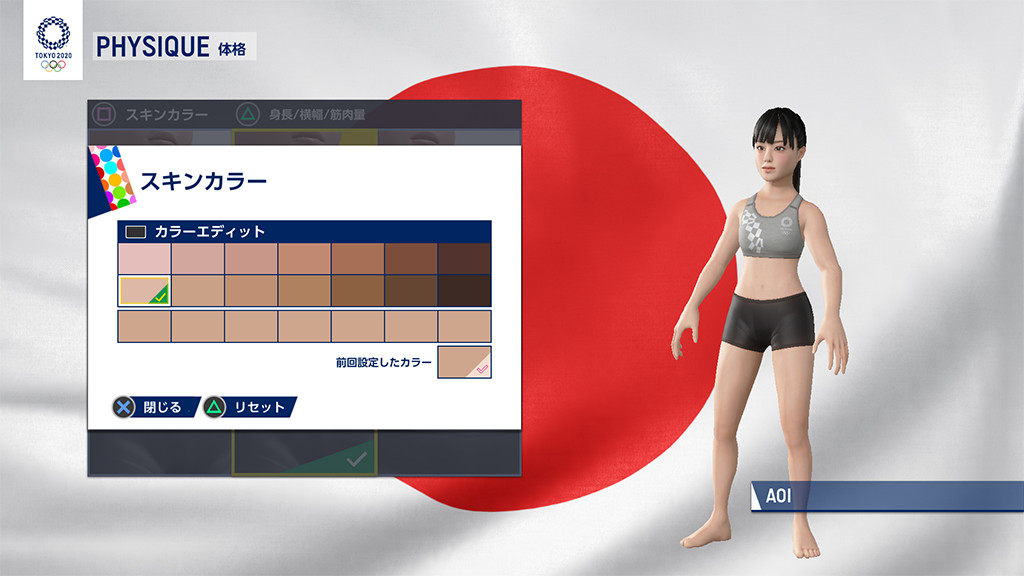 TOKYO 2020
PHYSIQUE 体格
スキンカラー
身長/横幅/筋肉量
スキンカラー
カラーエディット
前回設定したカラー
閉じる
リセット
AOI